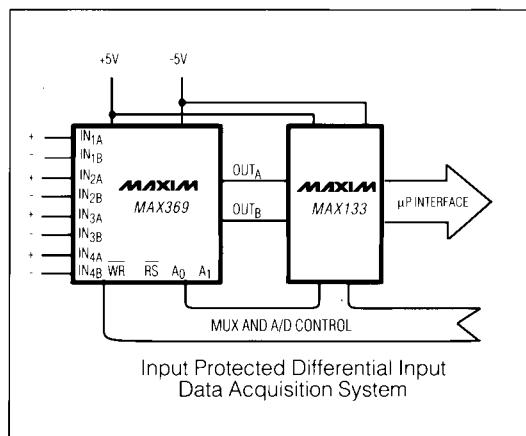 +5V -5V
+ IN1A
- IN1B
+ IN2A
- IN2B
+ IN3A
- IN3B
+ IN4A
- IN4B WR RS A0 A1
MAXIM
MAX369
OUTA
OUTB
MAXIM
MAX133
µP INTERFACE
MUX AND A/D CONTROL
Input Protected Differential Input
Data Acquisition System